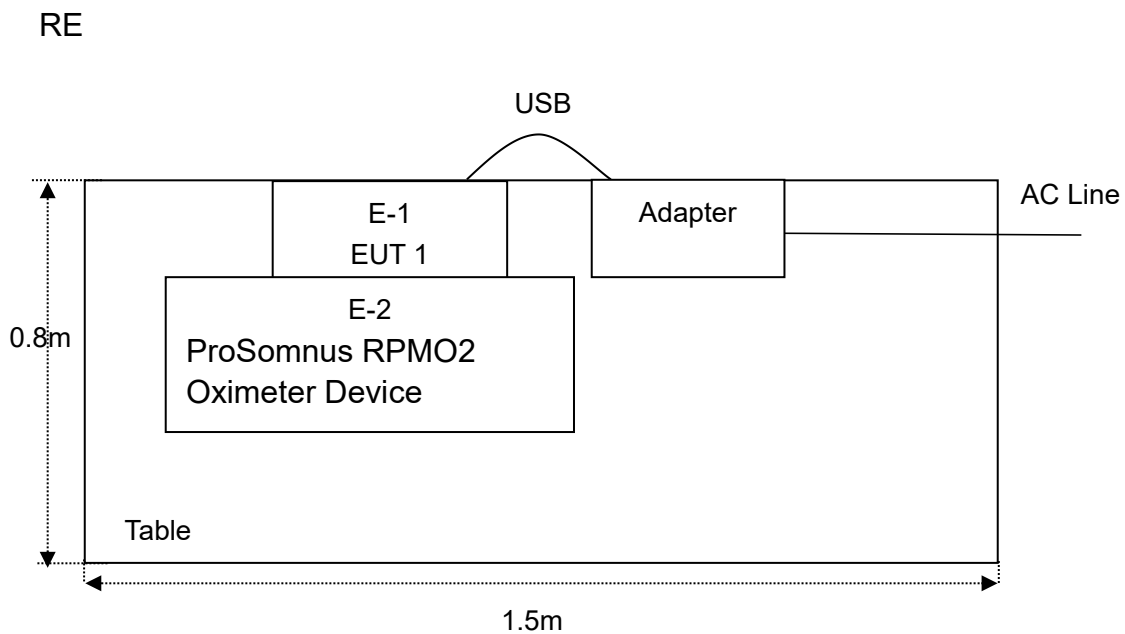 RE
USB
AC Line
E-1
Adapter
EUT 1
E-2
0.8m
ProSomnus RPMO2
Oximeter Device
Table
1.5m